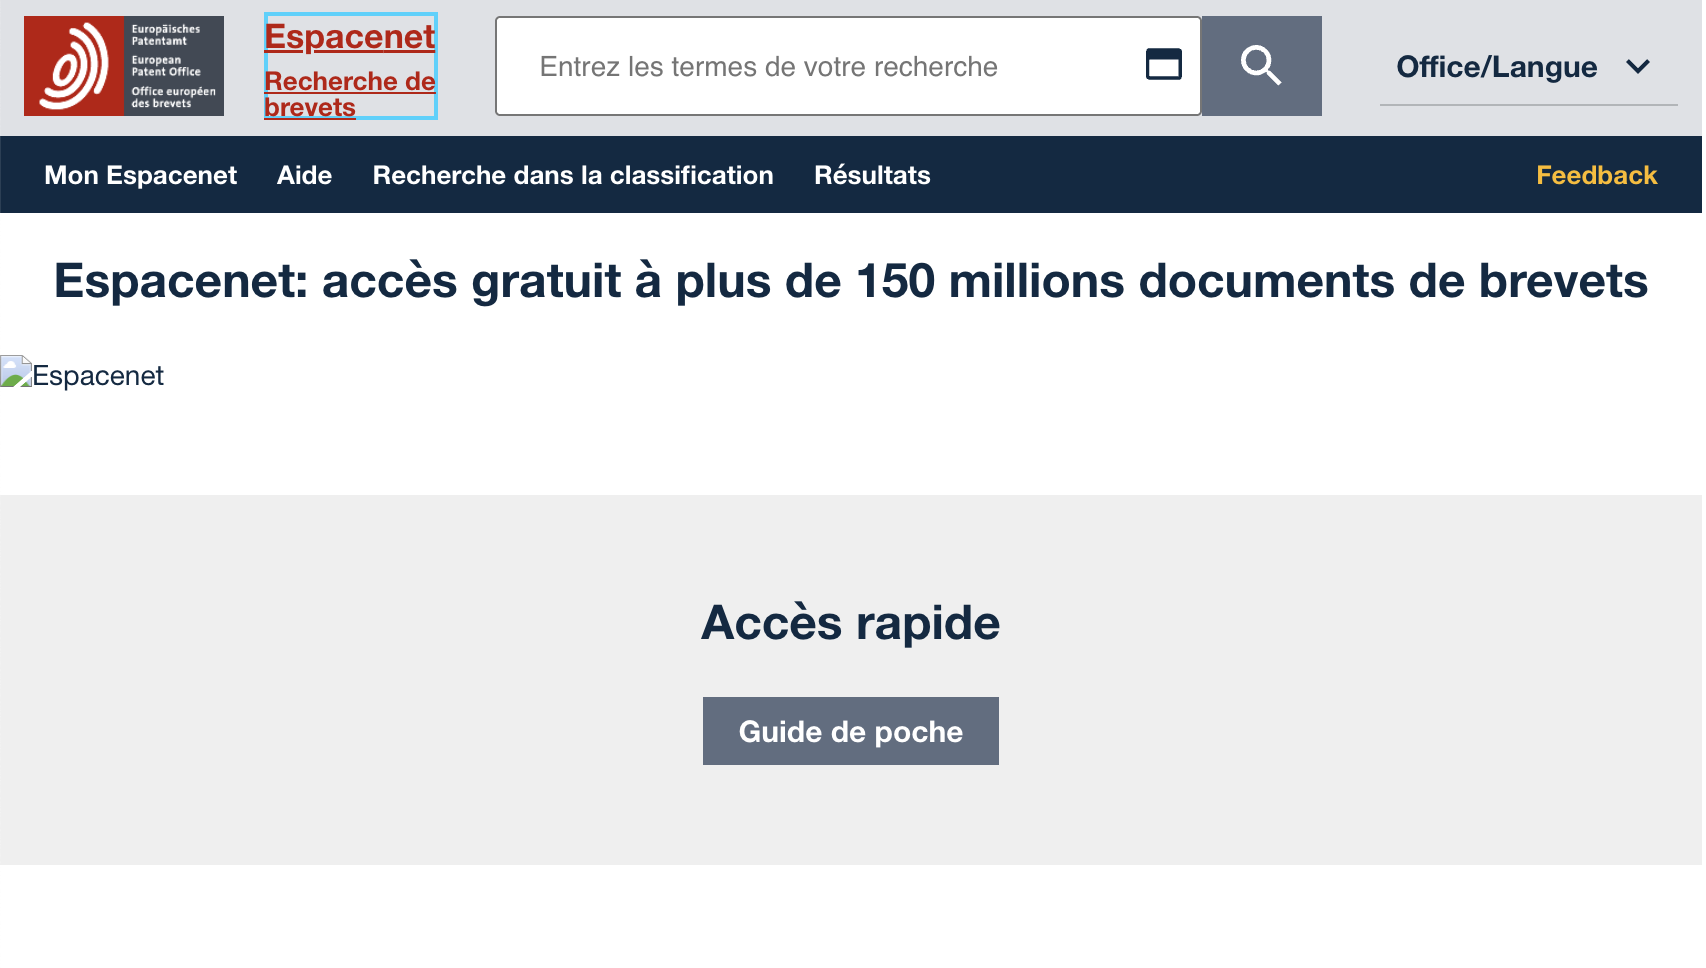 Europäisches
Patentamt
European
Patent Office
Office européen
des brevets
Espacenet
Recherche de
brevets
Entrez les termes de votre recherche
Office/Langue
Mon Espacenet Aide Recherche dans la classification Résultats Feedback
Espacenet: accès gratuit à plus de 150 millions documents de brevets
Espacenet
Accès rapide
Guide de poche